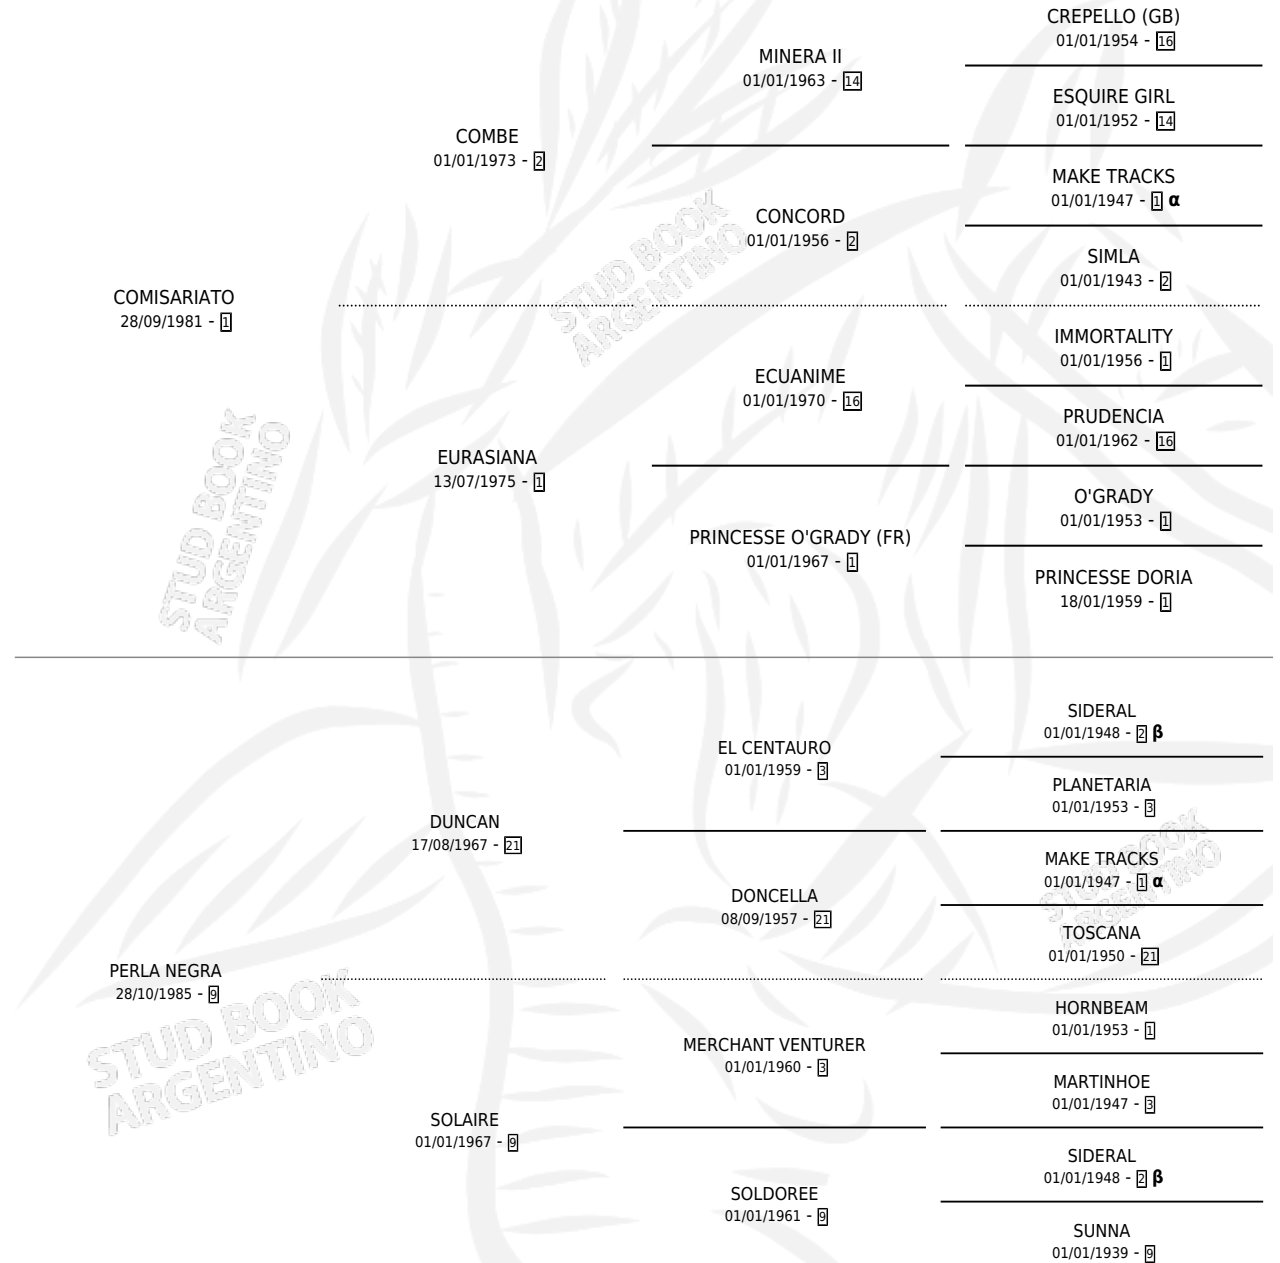 CREPELLO (GB)
01/01/1954 - 16
MINERA II
01/01/1963 - 14
ESQUIRE GIRL
01/01/1952 - 14
COMBE
01/01/1973 - 2
MAKE TRACKS
01/01/1947 - 1 α
CONCORD
01/01/1956 - 2
SIMLA
01/01/1943 - 2
COMISARIATO
28/09/1981 - 1
IMMORTALITY
01/01/1956 - 1
ECUANIME
01/01/1970 - 16
PRUDENCIA
01/01/1962 - 16
EURASIANA
13/07/1975 - 1
O'GRADY
01/01/1953 - 1
PRINCESSE O'GRADY (FR)
01/01/1967 - 1
PRINCESSE DORIA
18/01/1959 - 1
STUD BOOK
ARGENTINO
STUD BOOK
ARGENTINO
SIDERAL
01/01/1948 - 2 β
EL CENTAURO
01/01/1959 - 3
PLANETARIA
01/01/1953 - 3
DUNCAN
17/08/1967 - 21
MAKE TRACKS
01/01/1947 - 1 α
DONCELLA
08/09/1957 - 21
TOSCANA
01/01/1950 - 21
PERLA NEGRA
28/10/1985 - 9
HORNBEAM
01/01/1953 - 1
MERCHANT VENTURER
01/01/1960 - 3
MARTINHOE
01/01/1947 - 3
SOLAIRE
01/01/1967 - 9
SIDERAL
01/01/1948 - 2 β
SOLDOREE
01/01/1961 - 9
SUNNA
01/01/1939 - 9
STUD BOOK
ARGENTINO
STUD BOOK
ARGENTINO